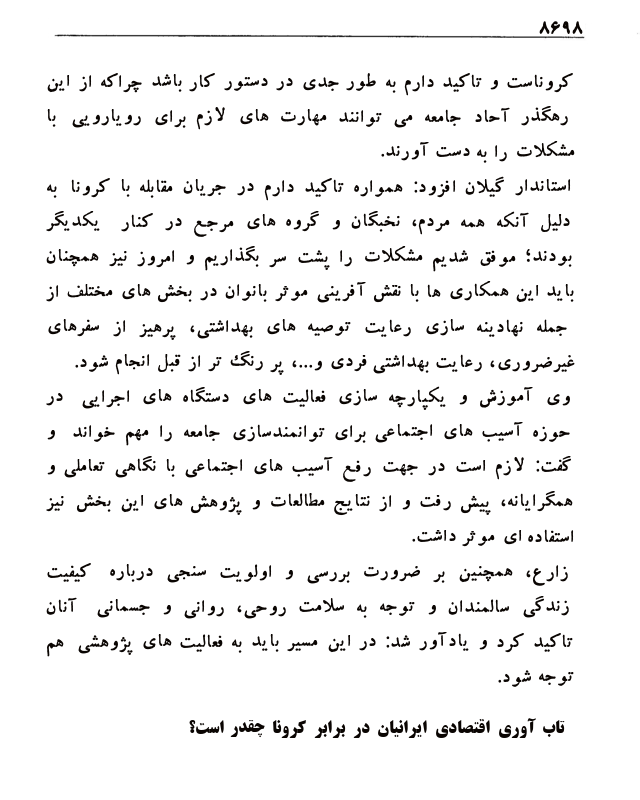 ۸۶۹۸
کروناست و تاکید دارم به طور جدی در دستور کار باشد چراکه از این
رهگذر آحاد جامعه می توانند مهارت های لازم برای رویارویی با
مشکلات را به دست آورند.
استاندار گیلان افزود: همواره تاکید دارم در جریان مقابله با کرونا به
دلیل آنکه همه مردم، نخبگان و گروه های مرجع در کنار یکدیگر
بودند؛ موفق شدیم مشکلات را پشت سر بگذاریم و امروز نیز همچنان
باید این همکاری ها با نقش آفرینی موثر بانوان در بخش های مختلف از
جمله نهادینه سازی رعایت توصیه های بهداشتی، پرهیز از سفرهای
غیرضروری، رعایت بهداشتی فردی و...، پر رنگ تر از قبل انجام شود.
وی آموزش و یکپارچه سازی فعالیت های دستگاه های اجرایی در
حوزه آسیب های اجتماعی برای توانمندسازی جامعه را مهم خواند و
گفت: لازم است در جهت رفع آسیب های اجتماعی با نگاهی تعاملی و
همگرایانه، پیش رفت و از نتایج مطالعات و پژوهش های این بخش نیز
استفاده ای موثر داشت.
زارع، همچنین بر ضرورت بررسی و اولویت سنجی درباره کیفیت
زندگی سالمندان و توجه به سلامت روحی، روانی و جسمانی آنان
تاکید کرد و یادآور شد: در این مسیر باید به فعالیت های پژوهشی هم
توجه شود.
تاب آوری اقتصادی ایرانیان در برابر کرونا چقدر است؟